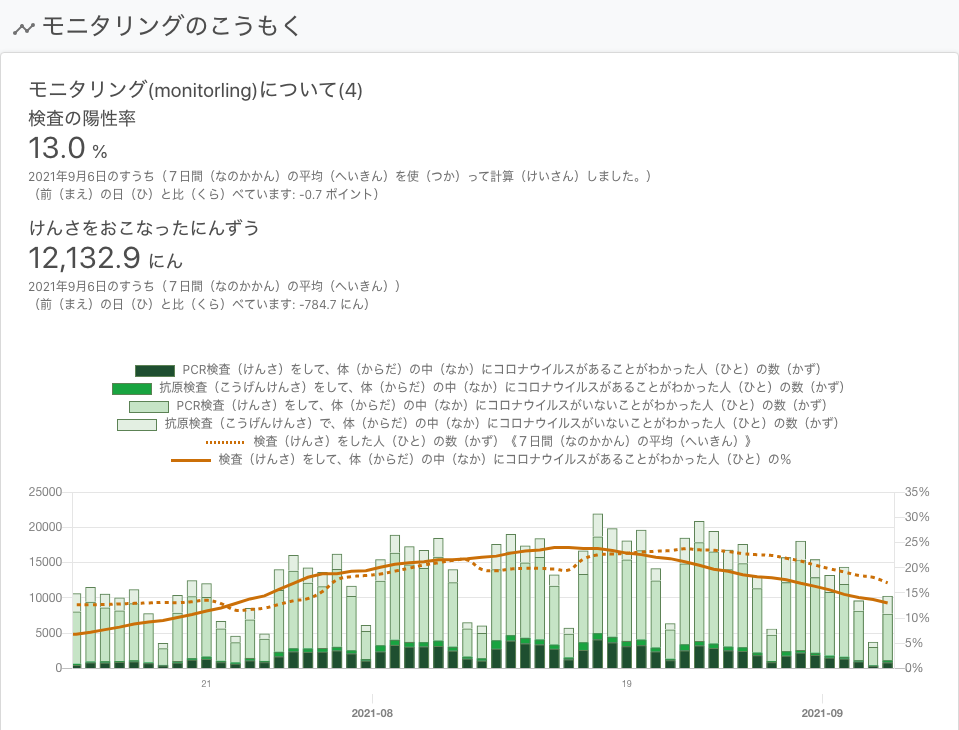 モニタリングのこうもく
モニタリング(monitorling)について(4)
検査の陽性率
13.0 %
2021年9月6日のすうち（７日間（なのかかん）の平均（へいきん）を使（つか）って計算（けいさん）しました。）
（前（まえ）の日（ひ）と比（くら）べています: -0.7 ポイント）
けんさをおこなったにんずう
12,132.9 にん
2021年9月6日のすうち（７日間（なのかかん）の平均（へいきん））
（前（まえ）の日（ひ）と比（くら）べています: -784.7 にん）
PCR検査（けんさ）をして、体（からだ）の中（なか）にコロナウイルスがあることがわかった人（ひと）の数（かず）
抗原検査（こうげんけんさ）をして、体（からだ）の中（なか）にコロナウイルスがあることがわかった人（ひと）の数（かず）
PCR検査（けんさ）をして、体（からだ）の中（なか）にコロナウイルスがいないことがわかった人（ひと）の数（かず）
抗原検査（こうげんけんさ）で、体（からだ）の中（なか）にコロナウイルスがいないことがわかった人（ひと）の数（かず）
検査（けんさ）をした人（ひと）の数（かず）《７日間（なのかかん）の平均（へいきん）》
検査（けんさ）をして、体（からだ）の中（なか）にコロナウイルスがあることがわかった人（ひと）の％
25000 35%
30%
20000
25%
15000 20%
15%
10000
10%
5000
5%
0 0%
21 19
2021-08 2021-09